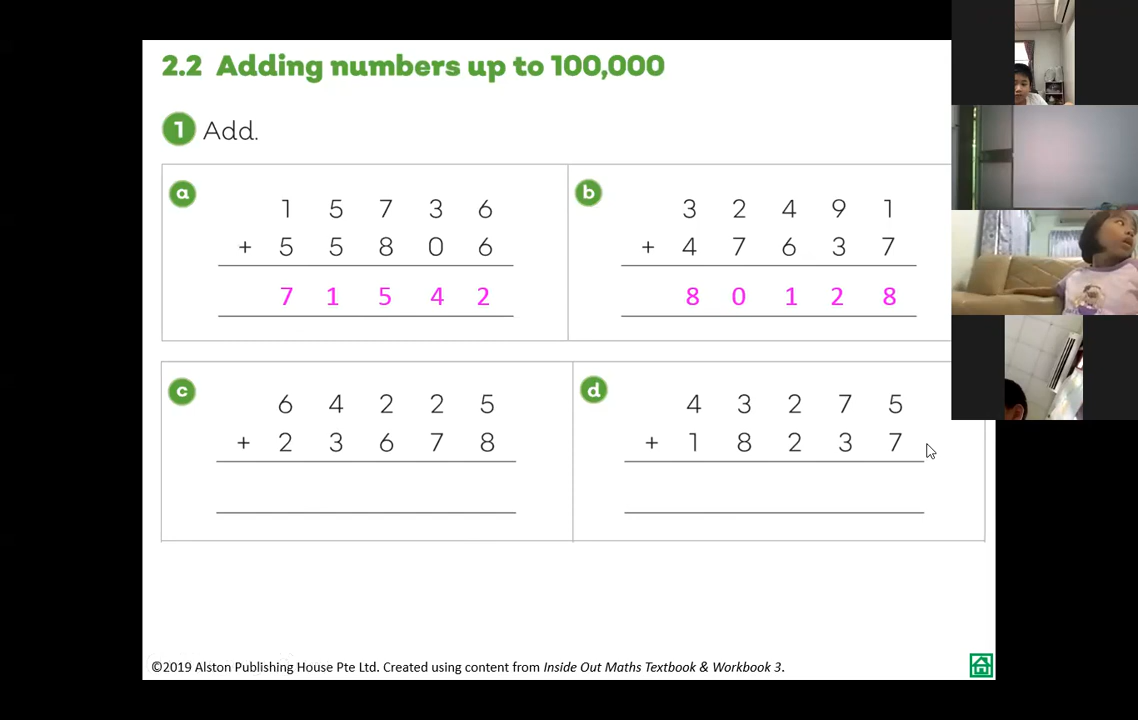 2.2 Adding numbers up to 100,000
1 Add.
a
1 5 7 3 6
+ 5 5 8 0 6
7 1 5 4 2
b
3 2 4 9 1
+ 4 7 6 3 7
8 0 1 2 8
c
6 4 2 2 5
+ 2 3 6 7 8
d
4 3 2 7 5
+ 1 8 2 3 7
©2019 Alston Publishing House Pte Ltd. Created using content from Inside Out Maths Textbook & Workbook 3.